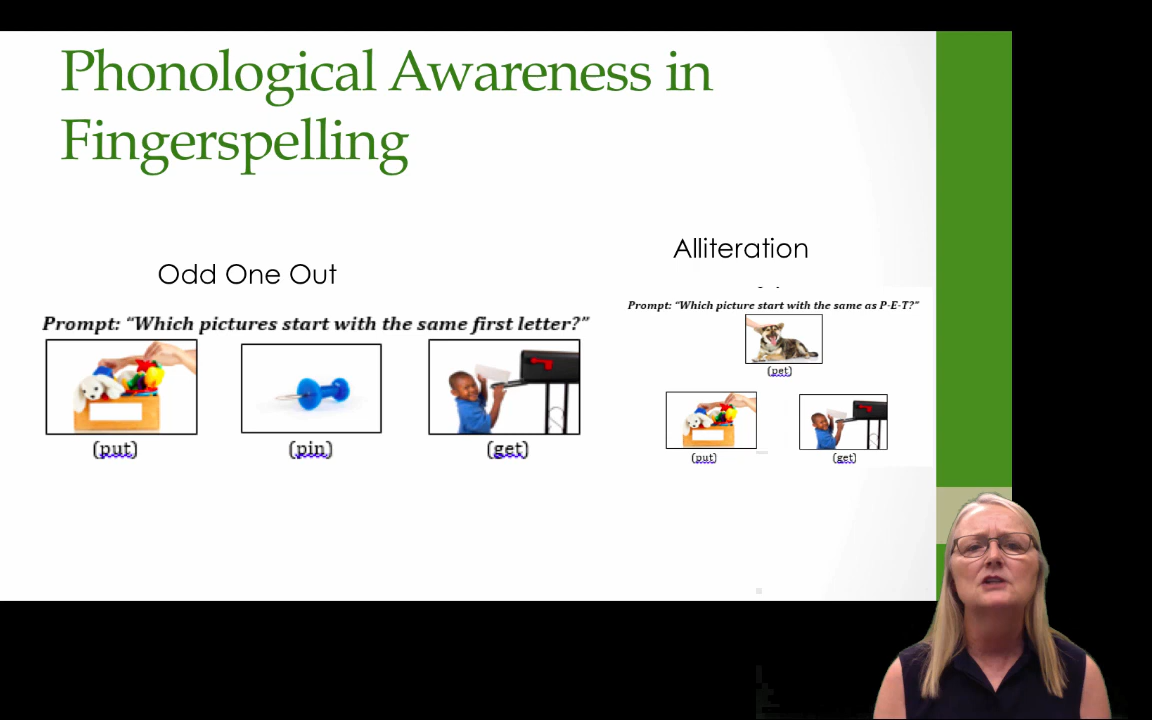 Phonological Awareness in
Fingerspelling
Odd One Out
Prompt: “Which pictures start with the same first letter?”
(put)
(pin)
(get)
Alliteration
Prompt: “Which picture start with the same as P-E-T?”
(pet)
(put)
(get)